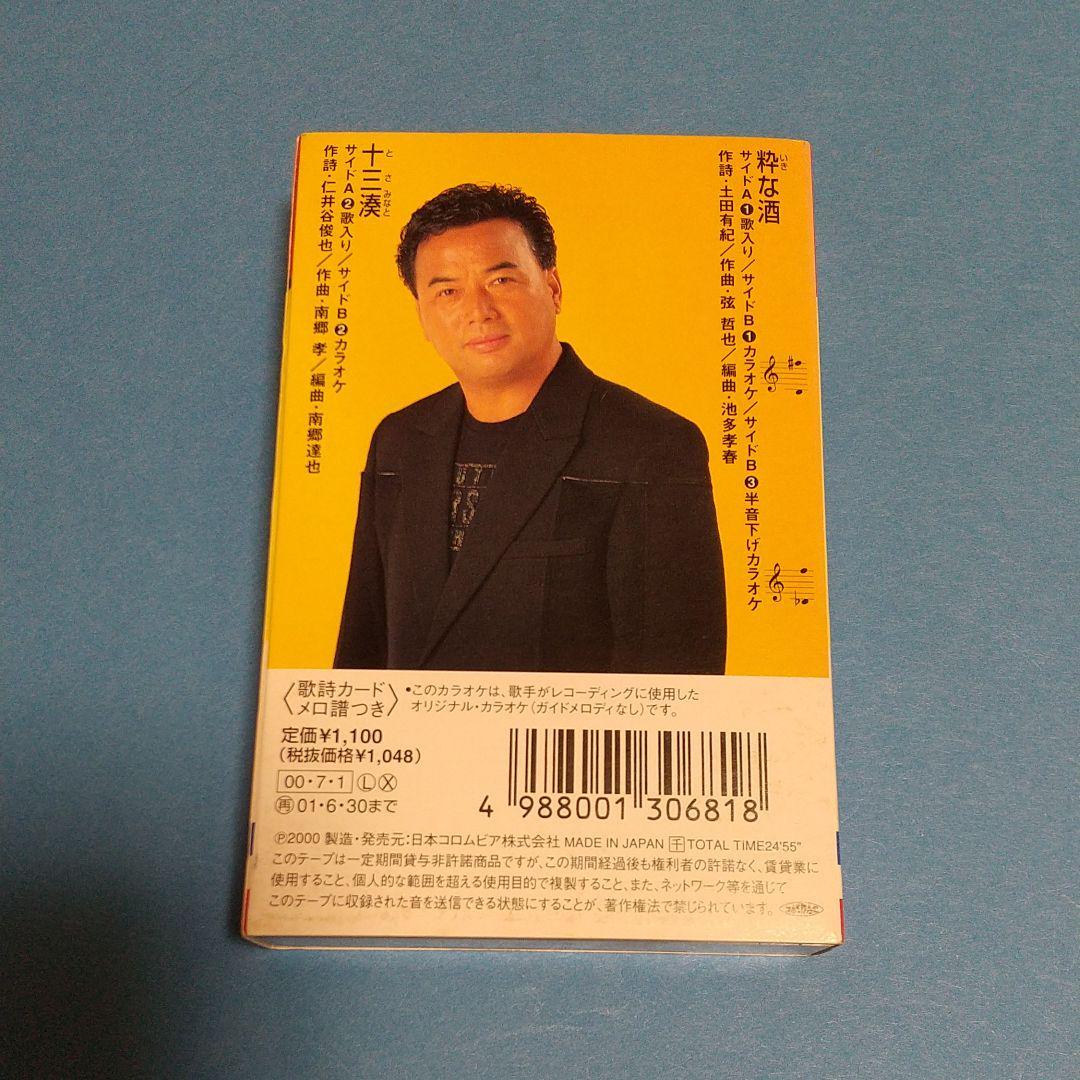 粋な酒
いき
サイドA❶歌入り/サイドB❶カラオケ/サイドB❸半音下げカラオケ
作詩・土田有紀/作曲・弦 哲也/編曲・池多孝春
十三湊
とさみなと
サイドA❷歌入り/サイドB❷カラオケ
作詩・仁井谷俊也/作曲・南郷 孝/編曲・南郷達也
〈歌詩カード
メロ譜つき〉
•このカラオケは、歌手がレコーディングに使用した
オリジナル・カラオケ(ガイドメロディなし)です。
定価¥1,100
(税抜価格¥1,048)
00・7・1 Ⓛ Ⓧ
㊢01・6・30まで
4 988001 306818
Ⓟ2000 製造・発売元:日本コロムビア株式会社 MADE IN JAPAN 千 TOTAL TIME24'55"
このテープは一定期間貸与非許諾商品ですが、この期間経過後も権利者の許諾なく、賃貸業に
使用すること、個人的な範囲を超える使用目的で複製すること、また、ネットワーク等を通じて
このテープに収録された音を送信できる状態にすることが、著作権法で禁じられています。